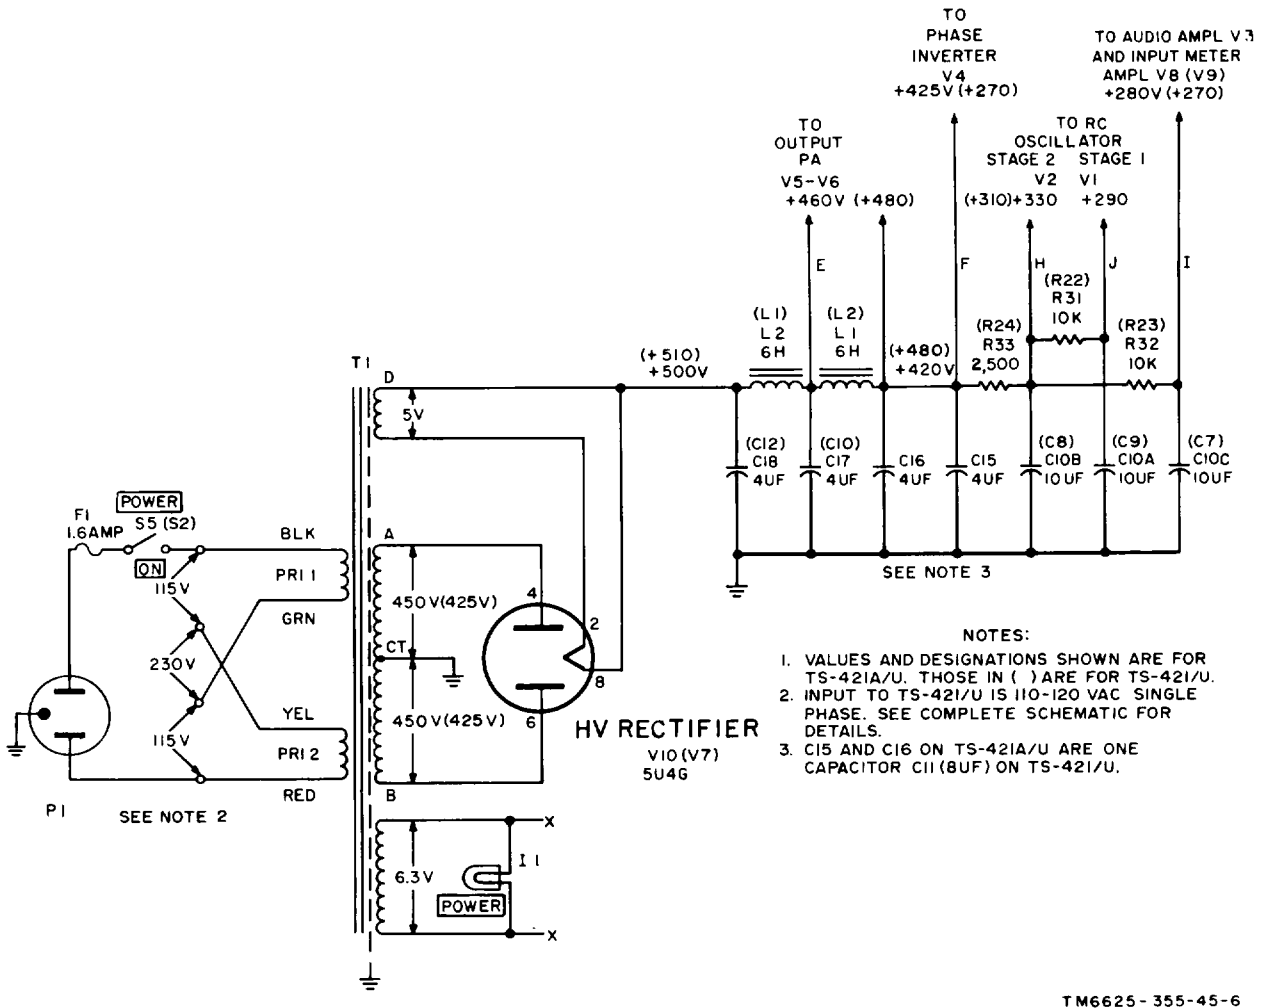 TO
PHASE
INVERTER
V4
+425V(+270)
TO AUDIO AMPL V3
AND INPUT METER
AMPL V8 (V9)
+280V(+270)
TO
OUTPUT
PA
V5-V6
+460V (+480)
TO RC
OSCILLATOR
STAGE 2 STAGE 1
V2 V1
(+310)+330 +290
E
F
H
J
I
(R22)
R31
10K
(L1)
L2
6H
(L2)
L1
6H
(R24)
R33
2,500
(R23)
R32
10K
(+510)
+500V
(+480)
+420V
T1
D
5V
(C12)
C18
4UF
(C10)
C17
4UF
C16
4UF
C15
4UF
(C8)
C10B
10UF
(C9)
C10A
10UF
(C7)
C10C
10UF
SEE NOTE 3
POWER
F1
1.6AMP
S5 (S2)
ON
BLK
PRI 1
GRN
115V
230V
115V
YEL
PRI 2
RED
P1
SEE NOTE 2
A
450V(425V)
CT
450V(425V)
B
4
2
8
6
HV RECTIFIER
V10 (V7)
5U4G
X
6.3V
I 1
POWER
X
NOTES:
1. VALUES AND DESIGNATIONS SHOWN ARE FOR
TS-421A/U. THOSE IN ( ) ARE FOR TS-421/U.
2. INPUT TO TS-421/U IS 110-120 VAC SINGLE
PHASE. SEE COMPLETE SCHEMATIC FOR
DETAILS.
3. C15 AND C16 ON TS-421A/U ARE ONE
CAPACITOR C11 (8UF) ON TS-421/U.
TM6625-355-45-6